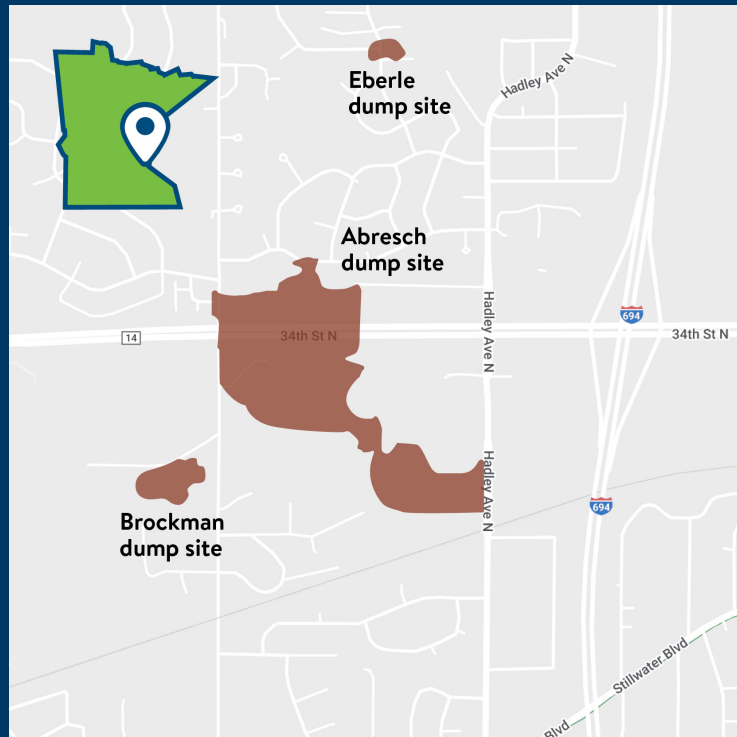 Eberle
dump site
Hadley Ave N
Abresch
dump site
Hadley Ave N
694
14
34th St N
34th St N
Hadley Ave N
694
Brockman
dump site
Stillwater Blvd
Blvd